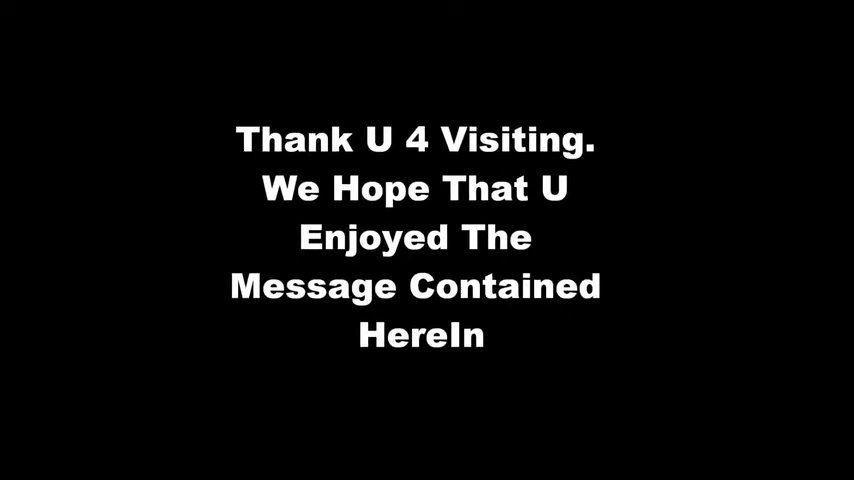 Thank U 4 Visiting.
We Hope That U
Enjoyed The
Message Contained
HereIn